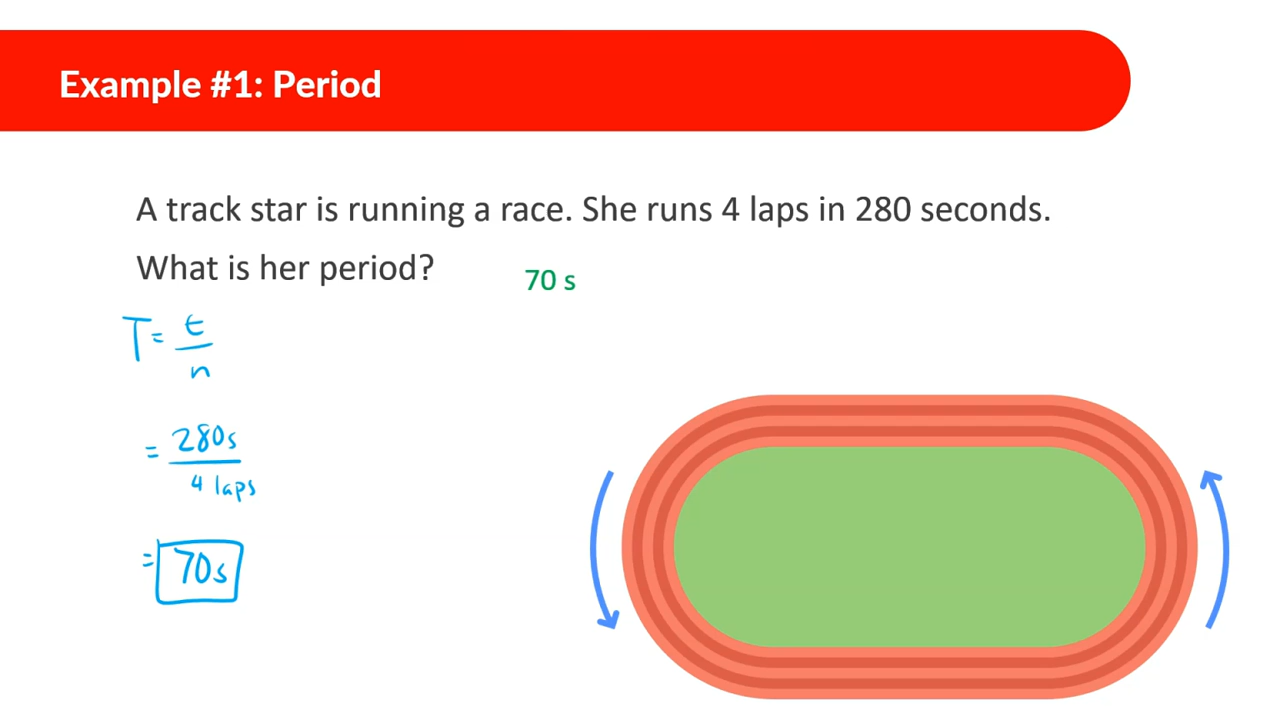 Example #1: Period
A track star is running a race. She runs 4 laps in 280 seconds.
What is her period?
70 s
T = t
n
= 280s
4 laps
= 70s